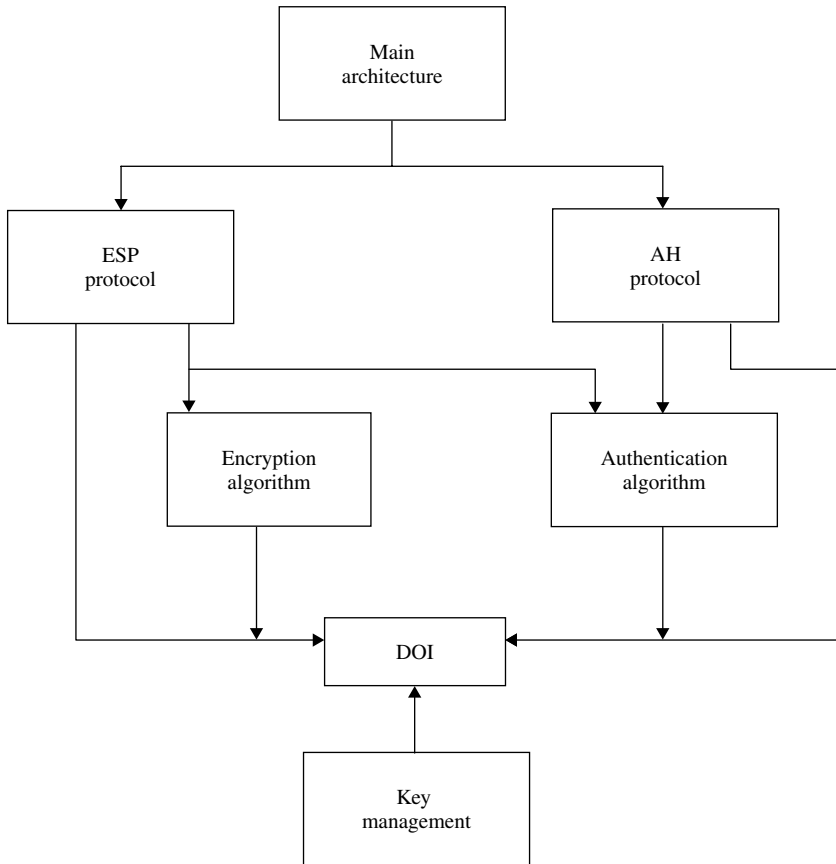 Main
architecture
ESP
protocol
AH
protocol
Encryption
algorithm
Authentication
algorithm
DOI
Key
management